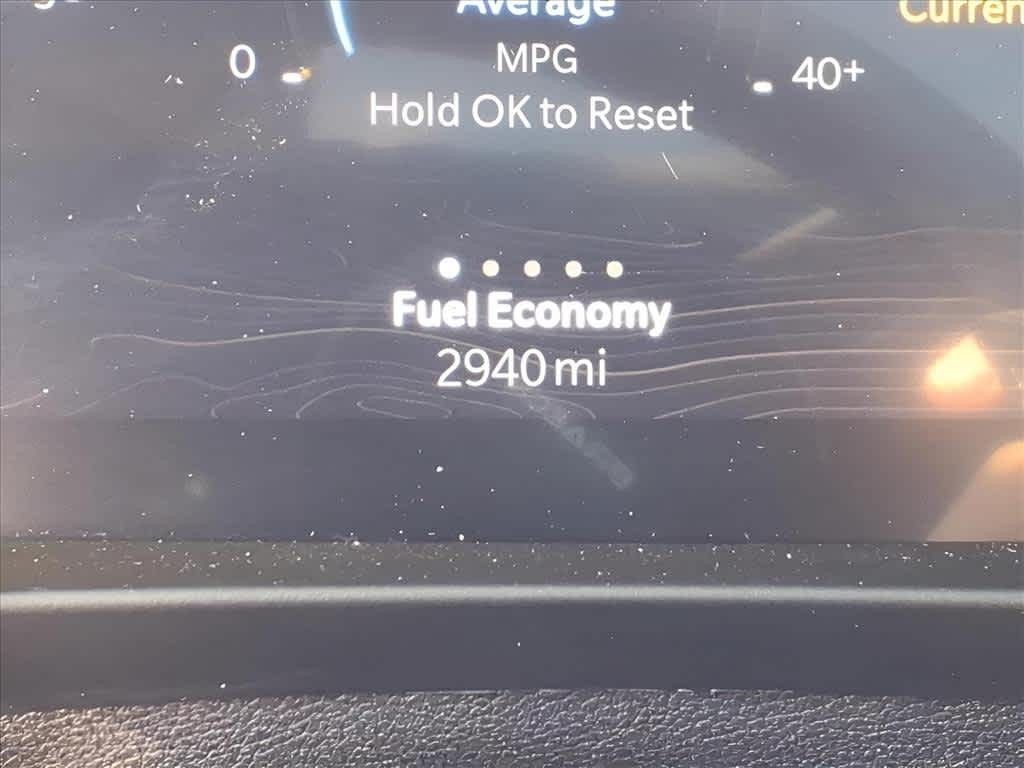 Average
0
MPG
40+
Hold OK to Reset
Fuel Economy
2940 mi